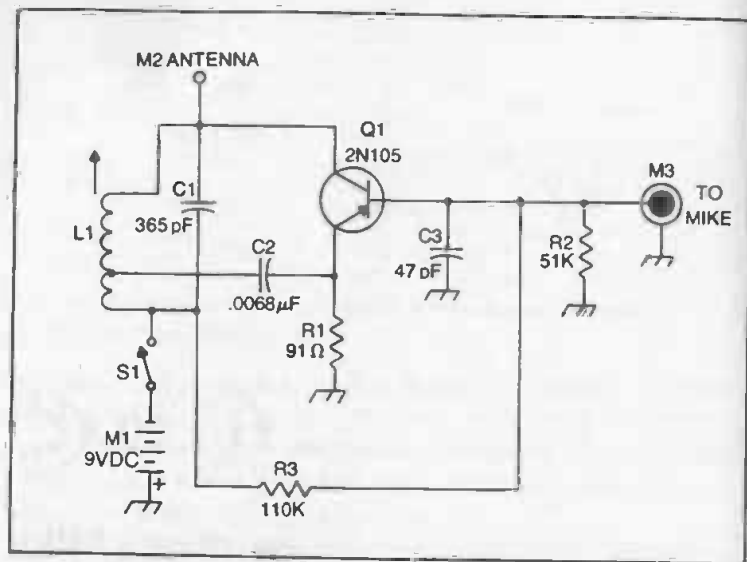 M2 ANTENNA
Q1
2N105
M3
TO
MIKE
C1
365 pF
L1
C2
.0068µF
C3
47 pF
R2
51K
R1
91Ω
S1
M1
9VDC
+
R3
110K